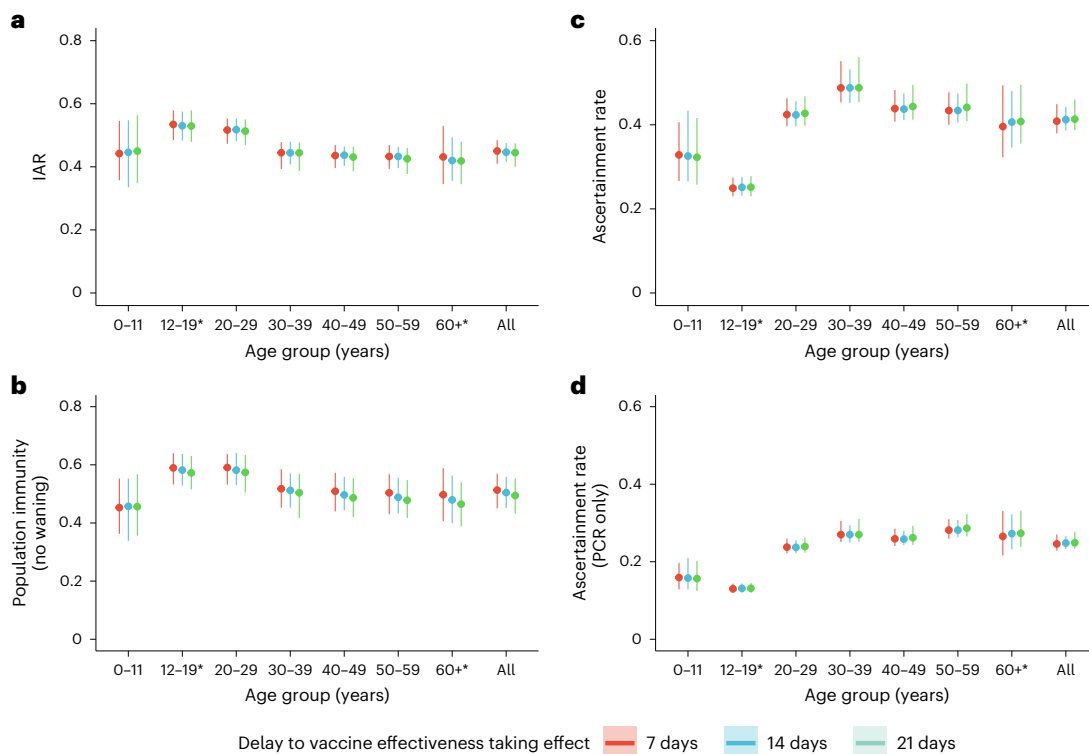 a
IAR
0.8
0.6
0.4
0.2
0
0–11 12–19* 20–29 30–39 40–49 50–59 60+* All
Age group (years)
b
Population immunity
(no waning)
0.8
0.6
0.4
0.2
0
0–11 12–19* 20–29 30–39 40–49 50–59 60+* All
Age group (years)
c
Ascertainment rate
0.6
0.4
0.2
0
0–11 12–19* 20–29 30–39 40–49 50–59 60+* All
Age group (years)
d
Ascertainment rate
(PCR only)
0.6
0.4
0.2
0
0–11 12–19* 20–29 30–39 40–49 50–59 60+* All
Age group (years)
Delay to vaccine effectiveness taking effect 7 days 14 days 21 days